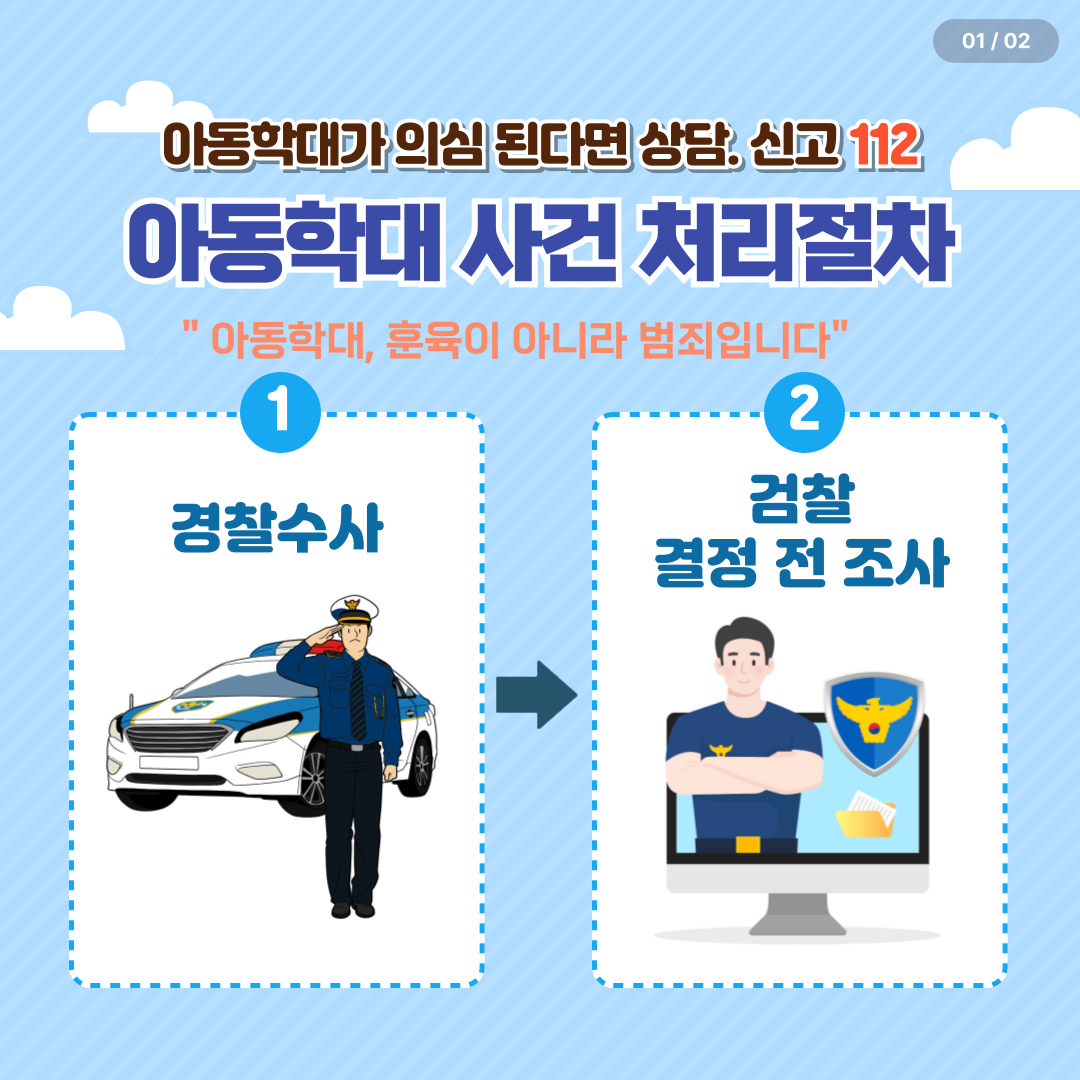 01 / 02
아동학대가 의심 된다면 상담. 신고 112
아동학대 사건 처리절차
" 아동학대, 훈육이 아니라 범죄입니다"
1
경찰수사
2
검찰
결정 전 조사